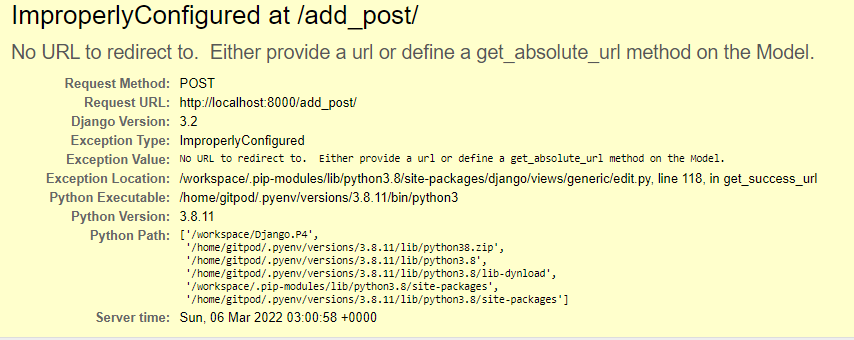 ImproperlyConfigured at /add_post/
No URL to redirect to.  Either provide a url or define a get_absolute_url method on the Model.
Request Method: POST
Request URL: http://localhost:8000/add_post/
Django Version: 3.2
Exception Type: ImproperlyConfigured
Exception Value: No URL to redirect to.  Either provide a url or define a get_absolute_url method on the Model.
Exception Location: /workspace/.pip-modules/lib/python3.8/site-packages/django/views/generic/edit.py, line 118, in get_success_url
Python Executable: /home/gitpod/.pyenv/versions/3.8.11/bin/python3
Python Version: 3.8.11
Python Path: ['/workspace/Django.P4',
'/home/gitpod/.pyenv/versions/3.8.11/lib/python38.zip',
'/home/gitpod/.pyenv/versions/3.8.11/lib/python3.8',
'/home/gitpod/.pyenv/versions/3.8.11/lib/python3.8/lib-dynload',
'/workspace/.pip-modules/lib/python3.8/site-packages',
'/home/gitpod/.pyenv/versions/3.8.11/lib/python3.8/site-packages']
Server time: Sun, 06 Mar 2022 03:00:58 +0000